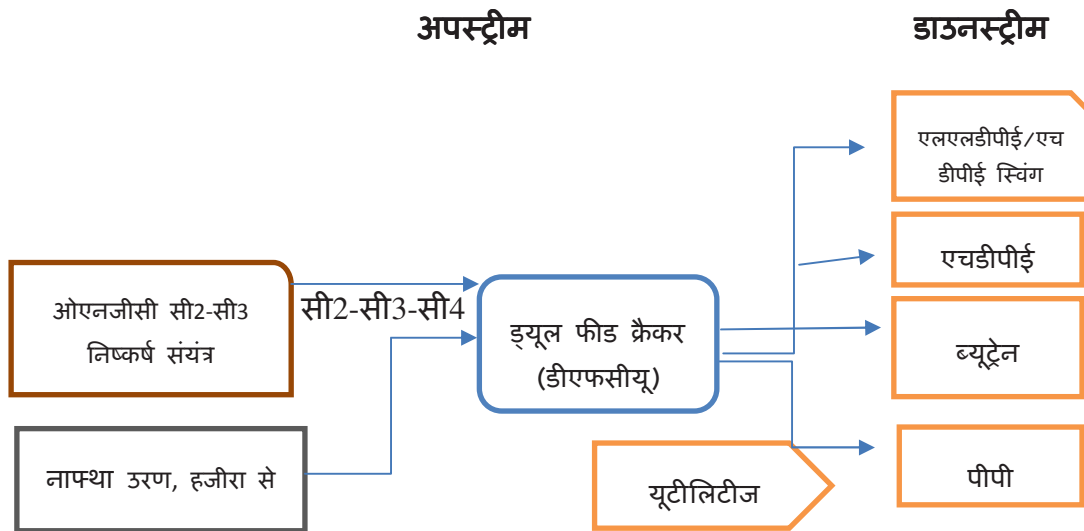 अपस्ट्रीम
डाउनस्ट्रीम
एलएलडीपीई/एच
डीपीई स्विंग
एचडीपीई
ओएनजीसी सी2-सी3
निष्कर्ष संयंत्र
सी2-सी3-सी4
ड्यूल फीड क्रैकर
(डीएफसीयू)
ब्यूट्रेन
नाफ्था उरण, हजीरा से
यूटीलिटीज
पीपी